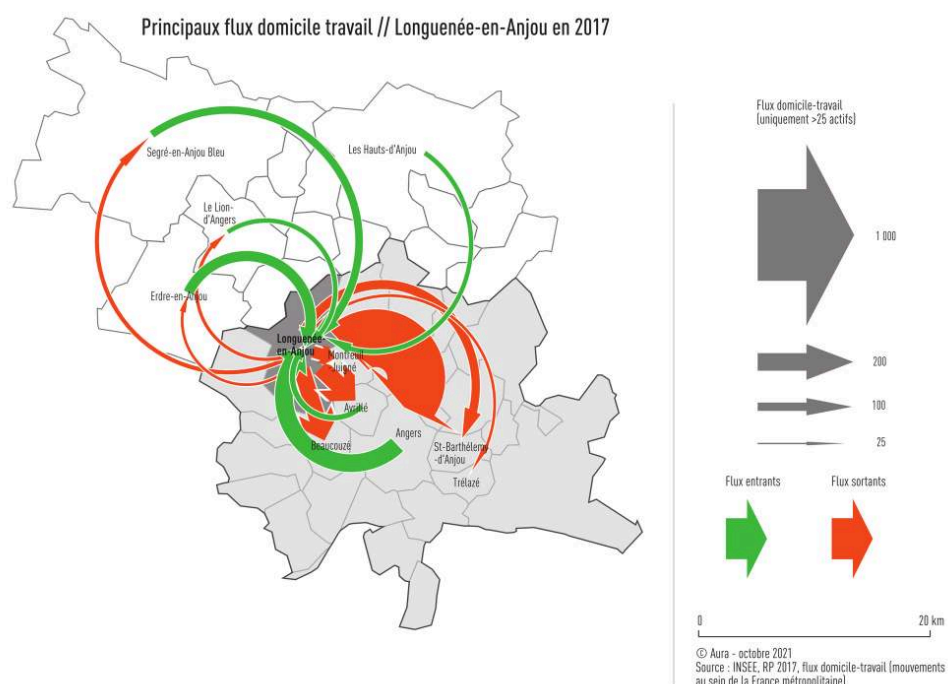 Principaux flux domicile travail // Longuenée-en-Anjou en 2017
Segré-en-Anjou Bleu
Les Hauts-d'Anjou
Le Lion-
d'Angers
Erdre-en-Anjou
Longuenée-
en-Anjou
Montreuil
-Juigné
Avrillé
Beaucouzé
Angers
St-Barthélemy
-d'Anjou
Trélazé
Flux domicile-travail
(uniquement >25 actifs)
1 000
200
100
25
Flux entrants
Flux sortants
0
20 km
© Aura - octobre 2021
Source : INSEE, RP 2017, flux domicile-travail (mouvements
au sein de la France métropolitaine)